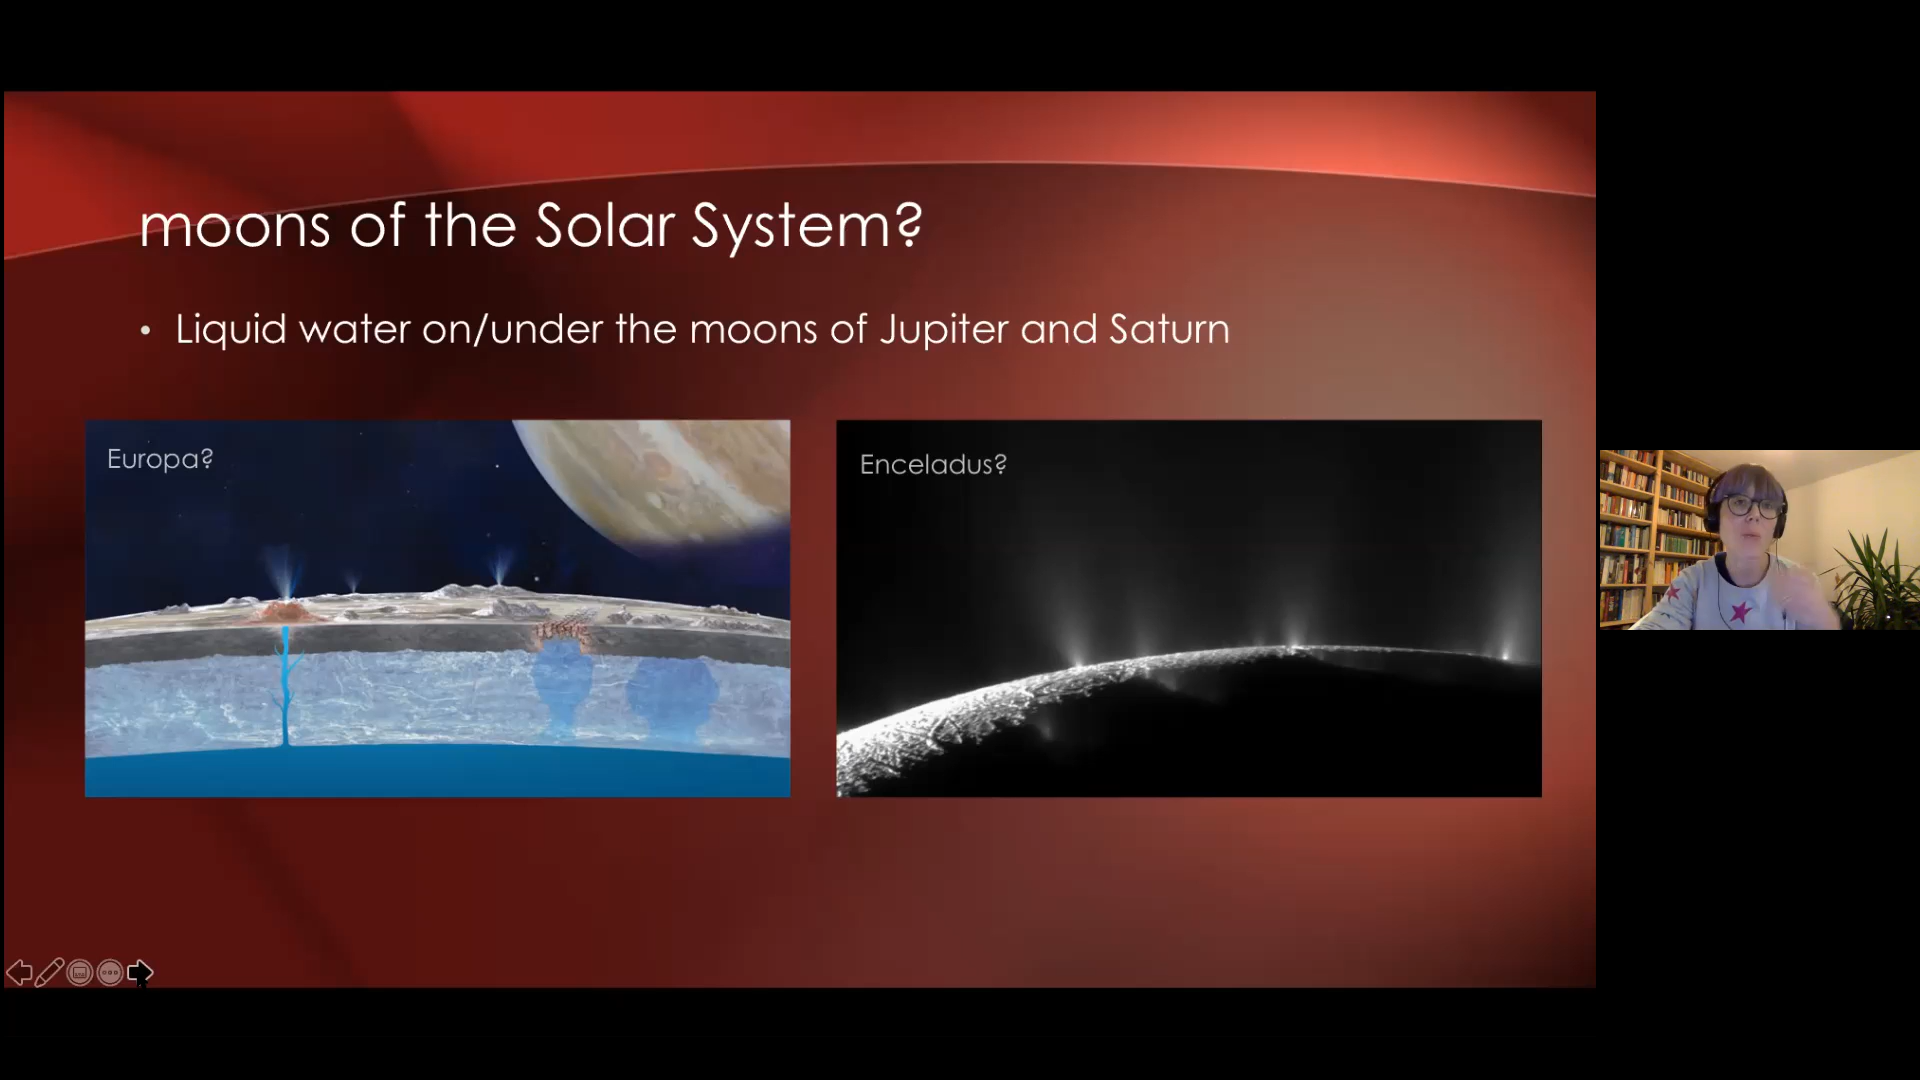 moons of the Solar System?
• Liquid water on/under the moons of Jupiter and Saturn
Europa?
Enceladus?